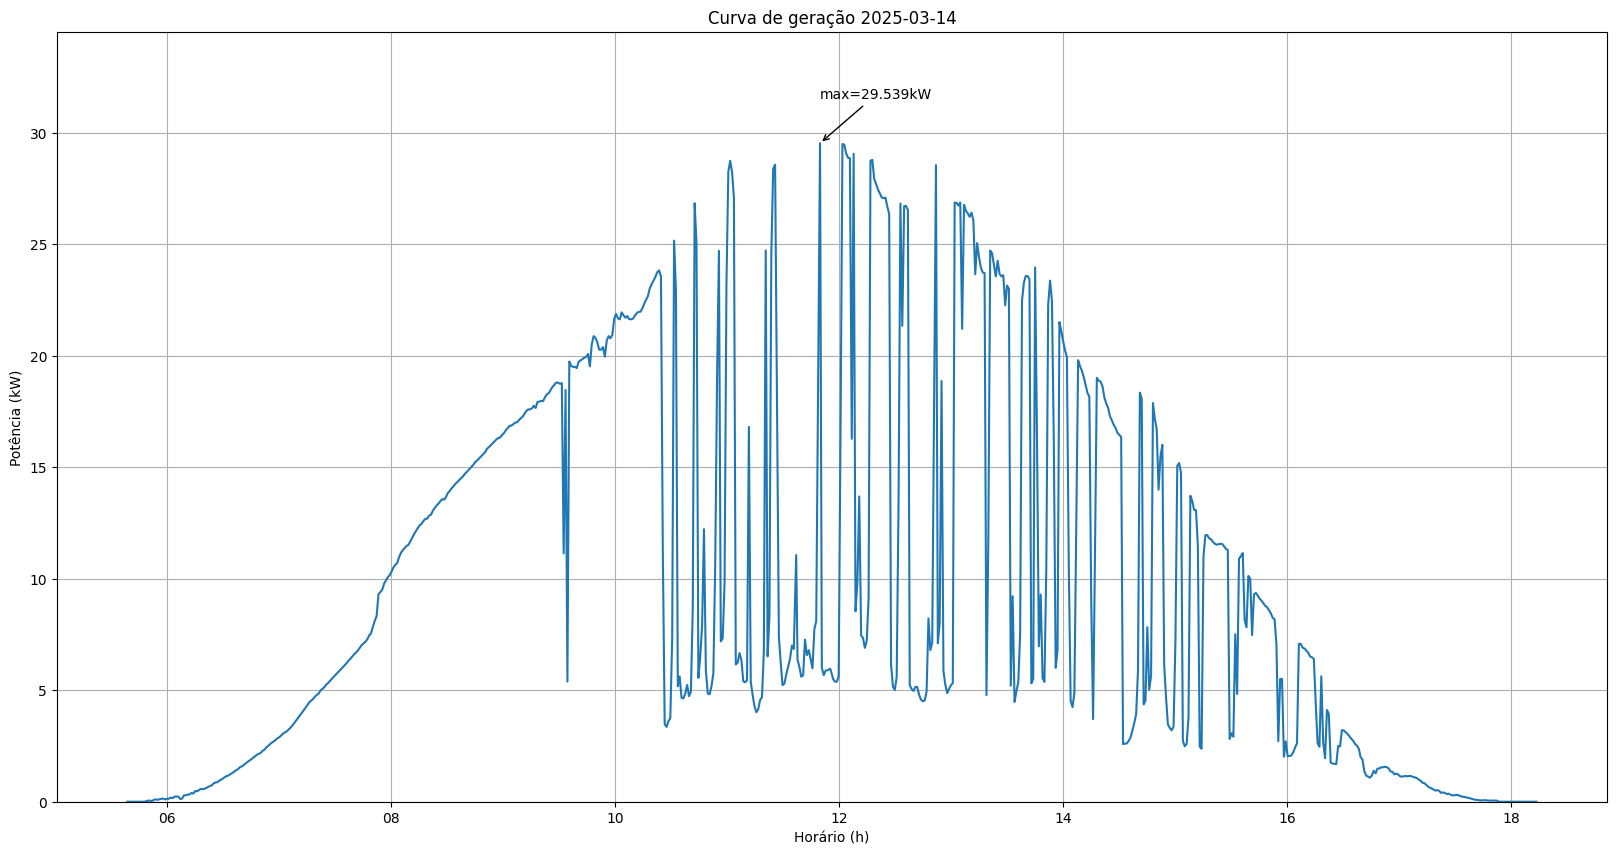 Curva de geração 2025-03-14
max=29.539kW
30
25
20
15
10
5
0
Potência (kW)
06 08 10 12 14 16 18
Horário (h)